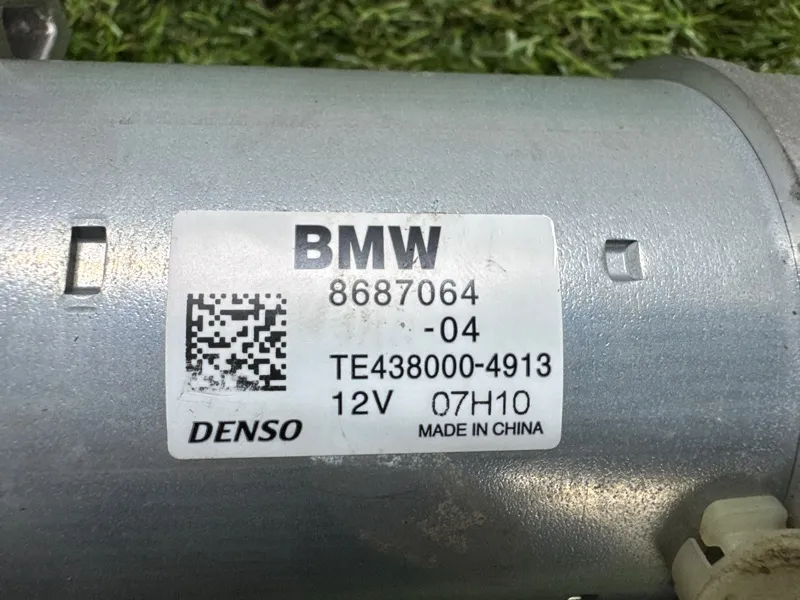 BMW
8687064
-04
TE438000-4913
12V 07H10
DENSO MADE IN CHINA